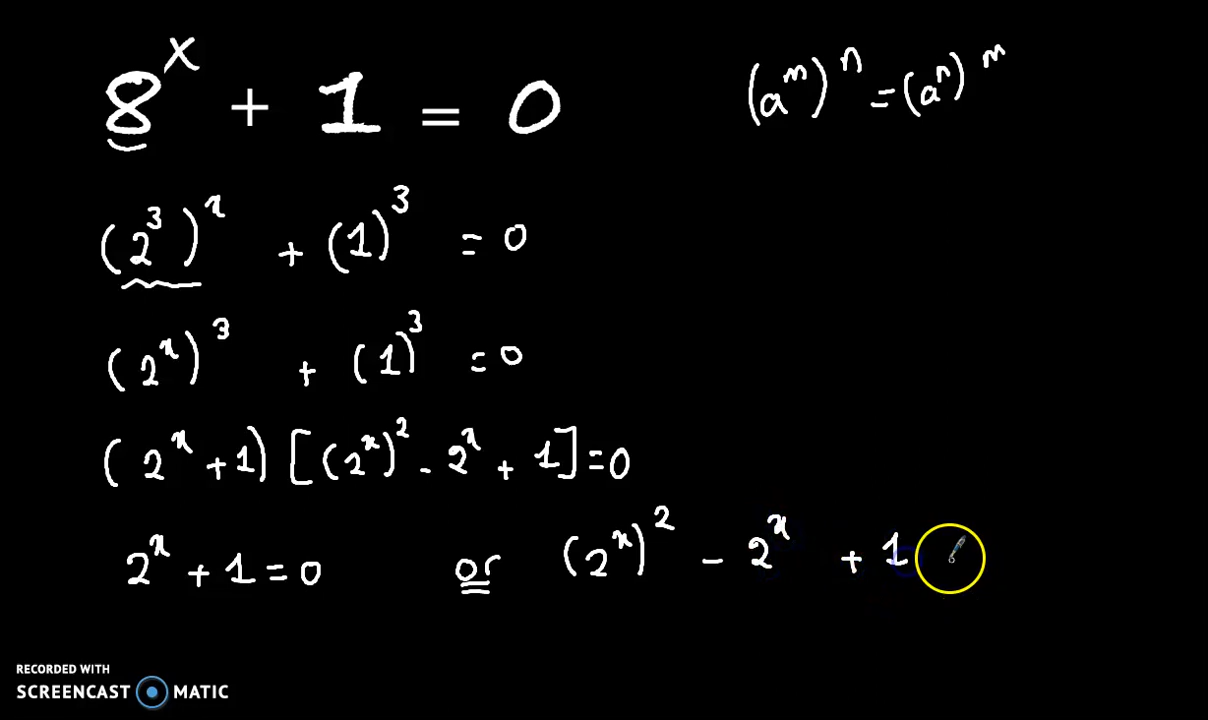 8^x + 1 = 0
(a^m)^n = (a^n)^m
(2^3)^x + (1)^3 = 0
(2^x)^3 + (1)^3 = 0
(2^x + 1) [(2^x)^2 - 2^x + 1] = 0
2^x + 1 = 0 or (2^x)^2 - 2^x + 1
RECORDED WITH
SCREENCAST MATIC